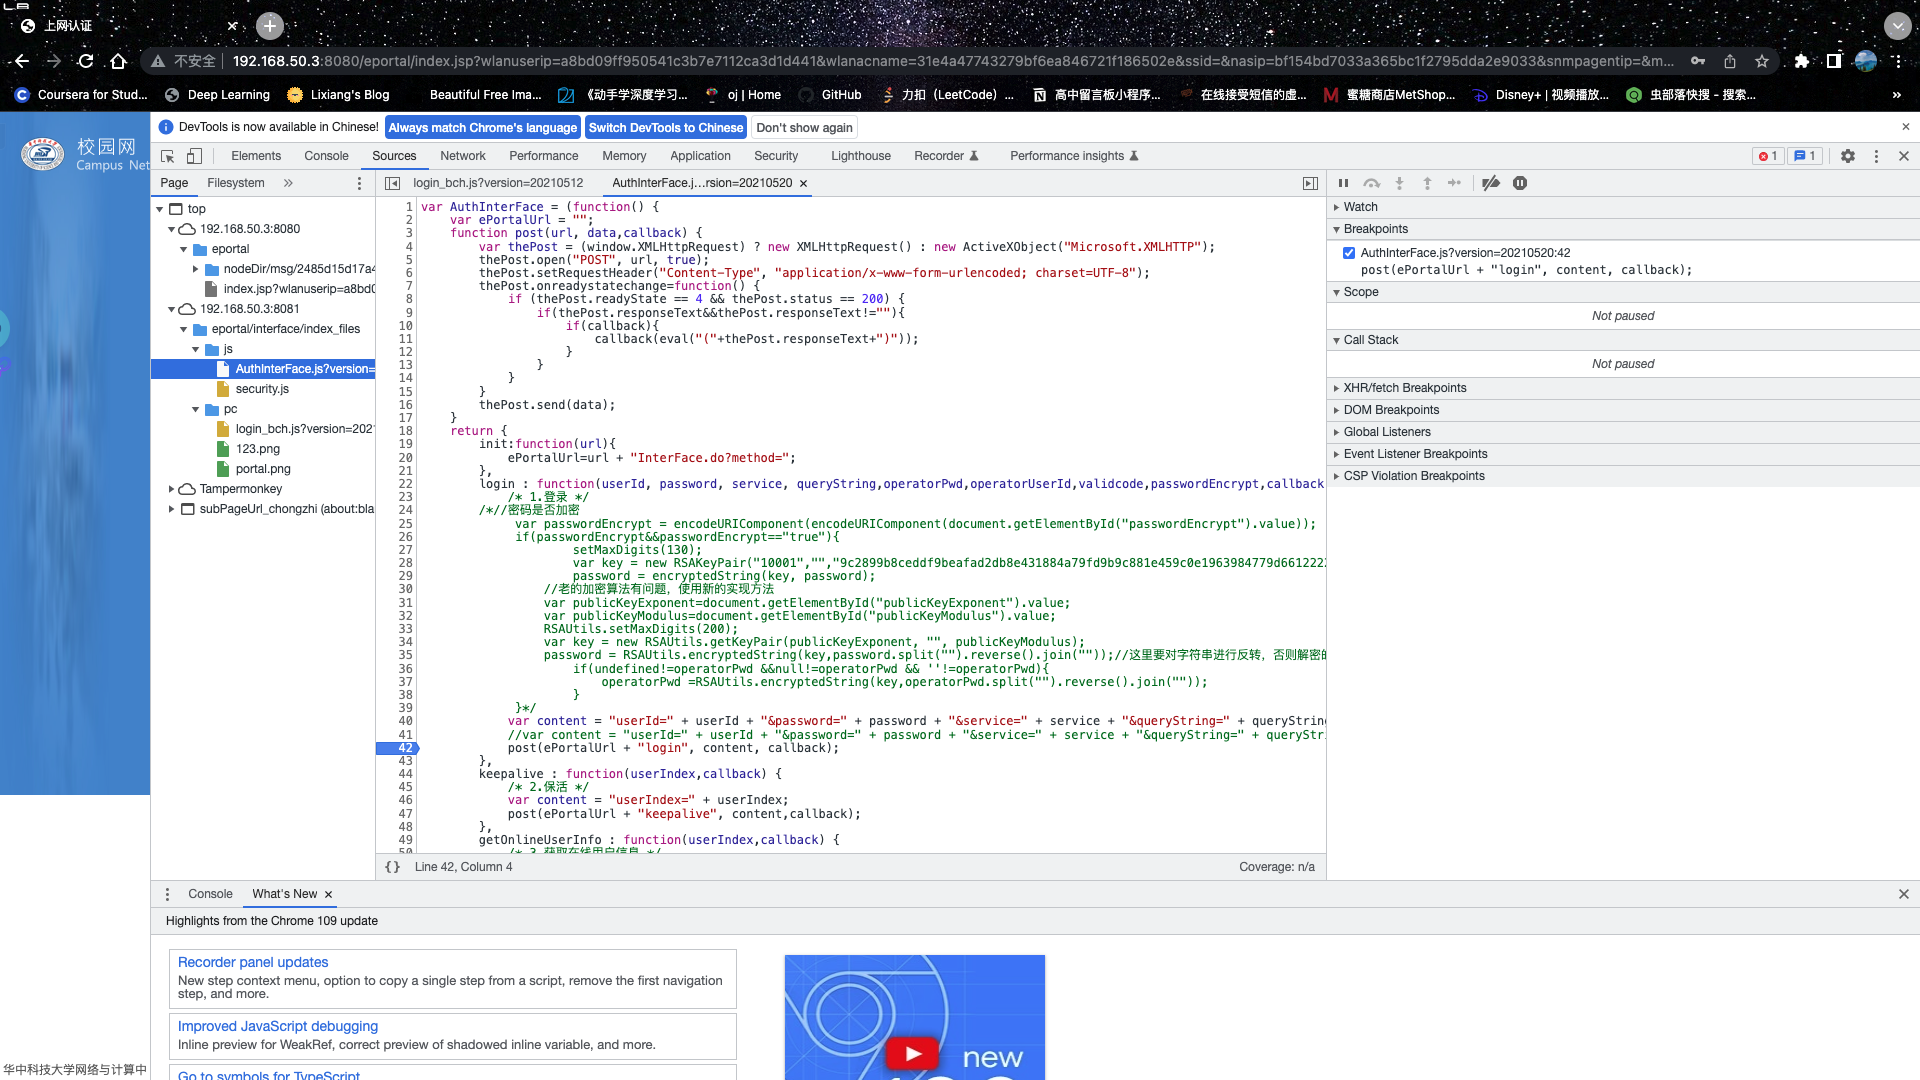 上网认证
不安全 192.168.50.3:8080/eportal/index.jsp?wlanuserip=a8bd09ff950541c3b7e7112ca3d1d441&wlanacname=31e4a47743279bf6ea846721f186502e&ssid=&nasip=bf154bd7033a365bc1f2795dda2e9033&snmpagentip=&m...
Coursera for Stud... Deep Learning Lixiang's Blog Beautiful Free Ima... 《动手学深度学习... oj | Home GitHub 力扣（LeetCode）... 高中留言板小程序... 在线接受短信的虚... 蜜糖商店MetShop... Disney+ | 视频播放... 虫部落快搜 - 搜索... »
校园网
Campus Net
DevTools is now available in Chinese! Always match Chrome's language Switch DevTools to Chinese Don't show again
Elements Console Sources Network Performance Memory Application Security Lighthouse Recorder Performance insights 1 1
Page Filesystem » login_bch.js?version=20210512 AuthInterFace.j...rsion=20210520
top
192.168.50.3:8080
eportal
nodeDir/msg/2485d15d17a4
index.jsp?wlanuserip=a8bd0
192.168.50.3:8081
eportal/interface/index_files
js
AuthInterFace.js?version=
security.js
pc
login_bch.js?version=202
123.png
portal.png
Tampermonkey
subPageUrl_chongzhi (about:bla
1 var AuthInterFace = (function() {
2 var ePortalUrl = "";
3 function post(url, data,callback) {
4 var thePost = (window.XMLHttpRequest) ? new XMLHttpRequest() : new ActiveXObject("Microsoft.XMLHTTP");
5 thePost.open("POST", url, true);
6 thePost.setRequestHeader("Content-Type", "application/x-www-form-urlencoded; charset=UTF-8");
7 thePost.onreadystatechange=function() {
8 if (thePost.readyState == 4 && thePost.status == 200) {
9 if(thePost.responseText&&thePost.responseText!=""){
10 if(callback){
11 callback(eval("("+thePost.responseText+")"));
12 }
13 }
14 }
15 }
16 thePost.send(data);
17 }
18 return {
19 init:function(url){
20 ePortalUrl=url + "InterFace.do?method=";
21 },
22 login : function(userId, password, service, queryString,operatorPwd,operatorUserId,validcode,passwordEncrypt,callback
23 /* 1.登录 */
24 /*//密码是否加密
25 var passwordEncrypt = encodeURIComponent(encodeURIComponent(document.getElementById("passwordEncrypt").value));
26 if(passwordEncrypt&&passwordEncrypt=="true"){
27 setMaxDigits(130);
28 var key = new RSAKeyPair("10001","","9c2899b8ceddf9beafad2db8e431884a79fd9b9c881e459c0e1963984779d661222
29 password = encryptedString(key, password);
30 //老的加密算法有问题，使用新的实现方法
31 var publicKeyExponent=document.getElementById("publicKeyExponent").value;
32 var publicKeyModulus=document.getElementById("publicKeyModulus").value;
33 RSAUtils.setMaxDigits(200);
34 var key = new RSAUtils.getKeyPair(publicKeyExponent, "", publicKeyModulus);
35 password = RSAUtils.encryptedString(key,password.split("").reverse().join(""));//这里要对字符串进行反转，否则解密的
36 if(undefined!=operatorPwd &&null!=operatorPwd && ''!=operatorPwd){
37 operatorPwd =RSAUtils.encryptedString(key,operatorPwd.split("").reverse().join(""));
38 }
39 }*/
40 var content = "userId=" + userId + "&password=" + password + "&service=" + service + "&queryString=" + queryString
41 //var content = "userId=" + userId + "&password=" + password + "&service=" + service + "&queryString=" + queryStri
42 post(ePortalUrl + "login", content, callback);
43 },
44 keepalive : function(userIndex,callback) {
45 /* 2.保活 */
46 var content = "userIndex=" + userIndex;
47 post(ePortalUrl + "keepalive", content,callback);
48 },
49 getOnlineUserInfo : function(userIndex,callback) {
50 /* 3.获取在线用户信息 */
{} Line 42, Column 4 Coverage: n/a
Watch
Breakpoints
AuthInterFace.js?version=20210520:42
post(ePortalUrl + "login", content, callback);
Scope
Not paused
Call Stack
Not paused
XHR/fetch Breakpoints
DOM Breakpoints
Global Listeners
Event Listener Breakpoints
CSP Violation Breakpoints
Console What's New
Highlights from the Chrome 109 update
Recorder panel updates
New step context menu, option to copy a single step from a script, remove the first navigation
step, and more.
Improved JavaScript debugging
Inline preview for WeakRef, correct preview of shadowed inline variable, and more.
Go to symbols for TypeScript
new
华中科技大学网络与计算中